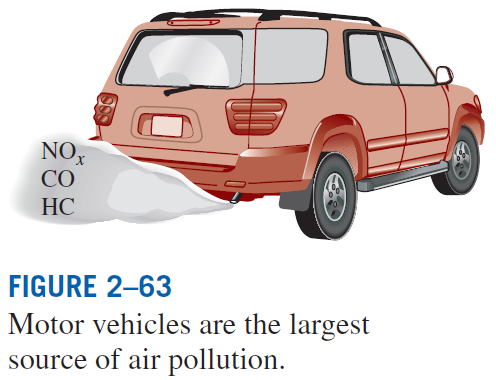 NOₓ
CO
HC
FIGURE 2–63
Motor vehicles are the largest
source of air pollution.